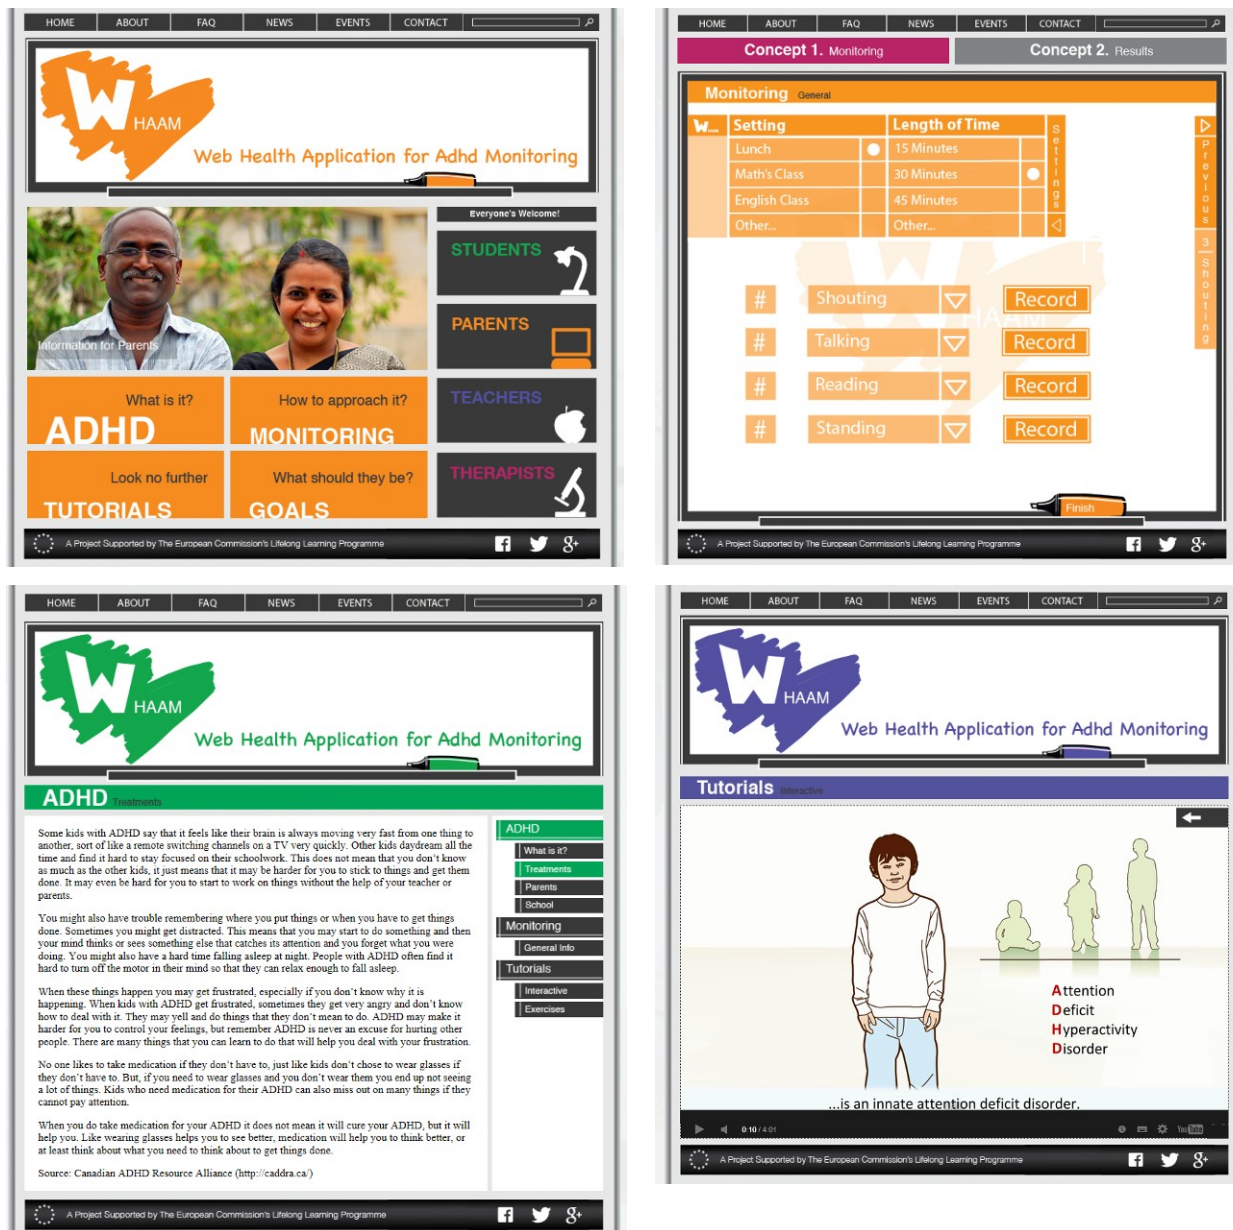 HOME ABOUT FAQ NEWS EVENTS CONTACT
W HAAM
Web Health Application for Adhd Monitoring
Information for Parents
Everyone's Welcome!
STUDENTS
PARENTS
TEACHERS
THERAPISTS
What is it?
ADHD
How to approach it?
MONITORING
Look no further
TUTORIALS
What should they be?
GOALS
A Project Supported by The European Commission's Lifelong Learning Programme
HOME ABOUT FAQ NEWS EVENTS CONTACT
Concept 1. Monitoring Concept 2. Results
Monitoring General
Setting Length of Time
Lunch 15 Minutes
Math's Class 30 Minutes
English Class 45 Minutes
Other... Other...
Settings
Previous
3
Shouting
W HAAM
# Shouting Record
# Talking Record
# Reading Record
# Standing Record
Finish
A Project Supported by The European Commission's Lifelong Learning Programme
HOME ABOUT FAQ NEWS EVENTS CONTACT
W HAAM
Web Health Application for Adhd Monitoring
ADHD Treatments
Some kids with ADHD say that it feels like their brain is always moving very fast from one thing to
another, sort of like a remote switching channels on a TV very quickly. Other kids daydream all the
time and find it hard to stay focused on their schoolwork. This does not mean that you don't know
as much as the other kids, it just means that it may be harder for you to stick to things and get them
done. It may even be hard for you to start to work on things without the help of your teacher or
parents.
You might also have trouble remembering where you put things or when you have to get things
done. Sometimes you might get distracted. This means that you may start to do something and then
your mind thinks or sees something else that catches its attention and you forget what you were
doing. You might also have a hard time falling asleep at night. People with ADHD often find it
hard to turn off the motor in their mind so that they can relax enough to fall asleep.
When these things happen you may get frustrated, especially if you don't know why it is
happening. When kids with ADHD get frustrated, sometimes they get very angry and don't know
how to deal with it. They may yell and do things that they don't mean to do. ADHD may make it
harder for you to control your feelings, but remember ADHD is never an excuse for hurting other
people. There are many things that you can learn to do that will help you deal with your frustration.
No one likes to take medication if they don't have to, just like kids don't chose to wear glasses if
they don't have to. But, if you need to wear glasses and you don't wear them you end up not seeing
a lot of things. Kids who need medication for their ADHD can also miss out on many things if they
cannot pay attention.
When you do take medication for your ADHD it does not mean it will cure your ADHD, but it will
help you. Like wearing glasses helps you to see better, medication will help you to think better, or
at least think about what you need to think about to get things done.
Source: Canadian ADHD Resource Alliance (http://caddra.ca/)
ADHD
What is it?
Treatments
Parents
School
Monitoring
General Info
Tutorials
Interactive
Exercises
A Project Supported by The European Commission's Lifelong Learning Programme
HOME ABOUT FAQ NEWS EVENTS CONTACT
W HAAM
Web Health Application for Adhd Monitoring
Tutorials Interactive
Attention
Deficit
Hyperactivity
Disorder
...is an innate attention deficit disorder.
0:10 / 4:01
YouTube
A Project Supported by The European Commission's Lifelong Learning Programme